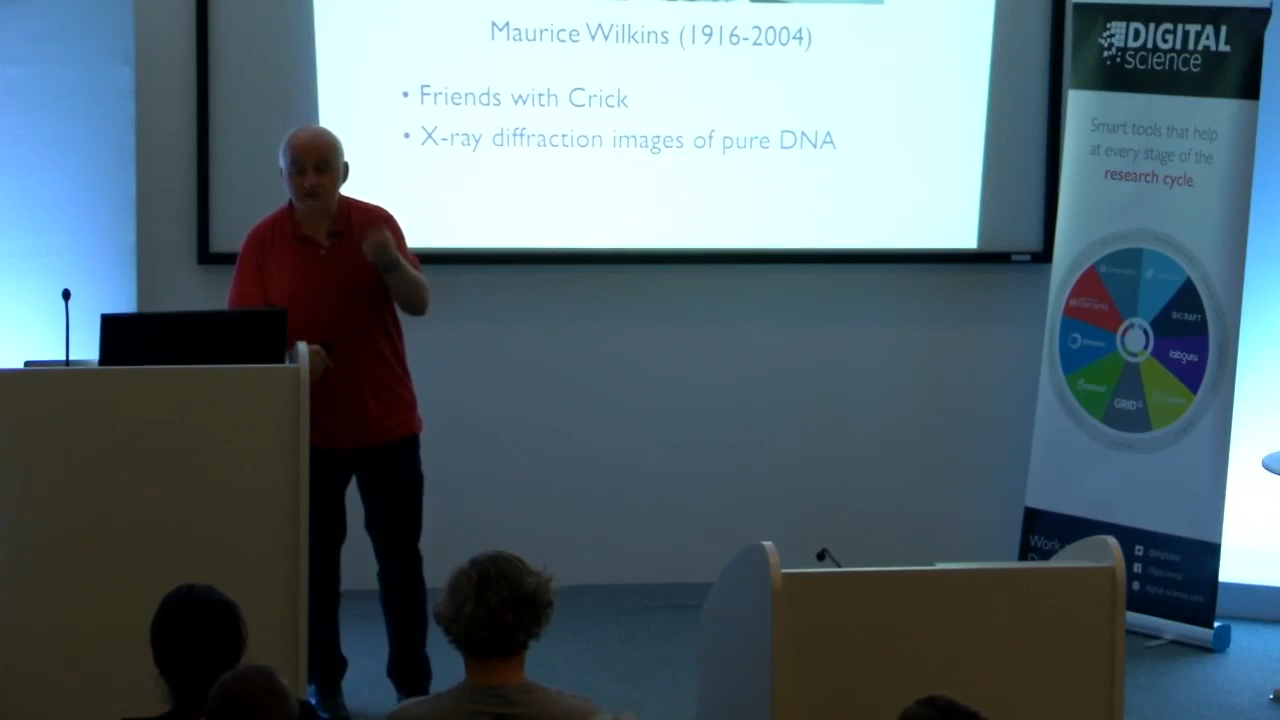 Maurice Wilkins (1916-2004)
• Friends with Crick
• X-ray diffraction images of pure DNA
DIGITAL
science
Smart tools that help
at every stage of the
research cycle.
labguru
GRID
Work